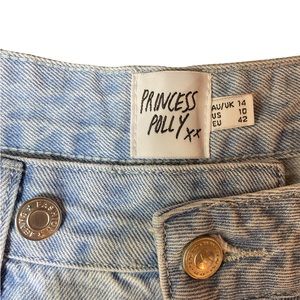 PRINCESS
POLLY xx
AU/UK 14
US 10
EU 42